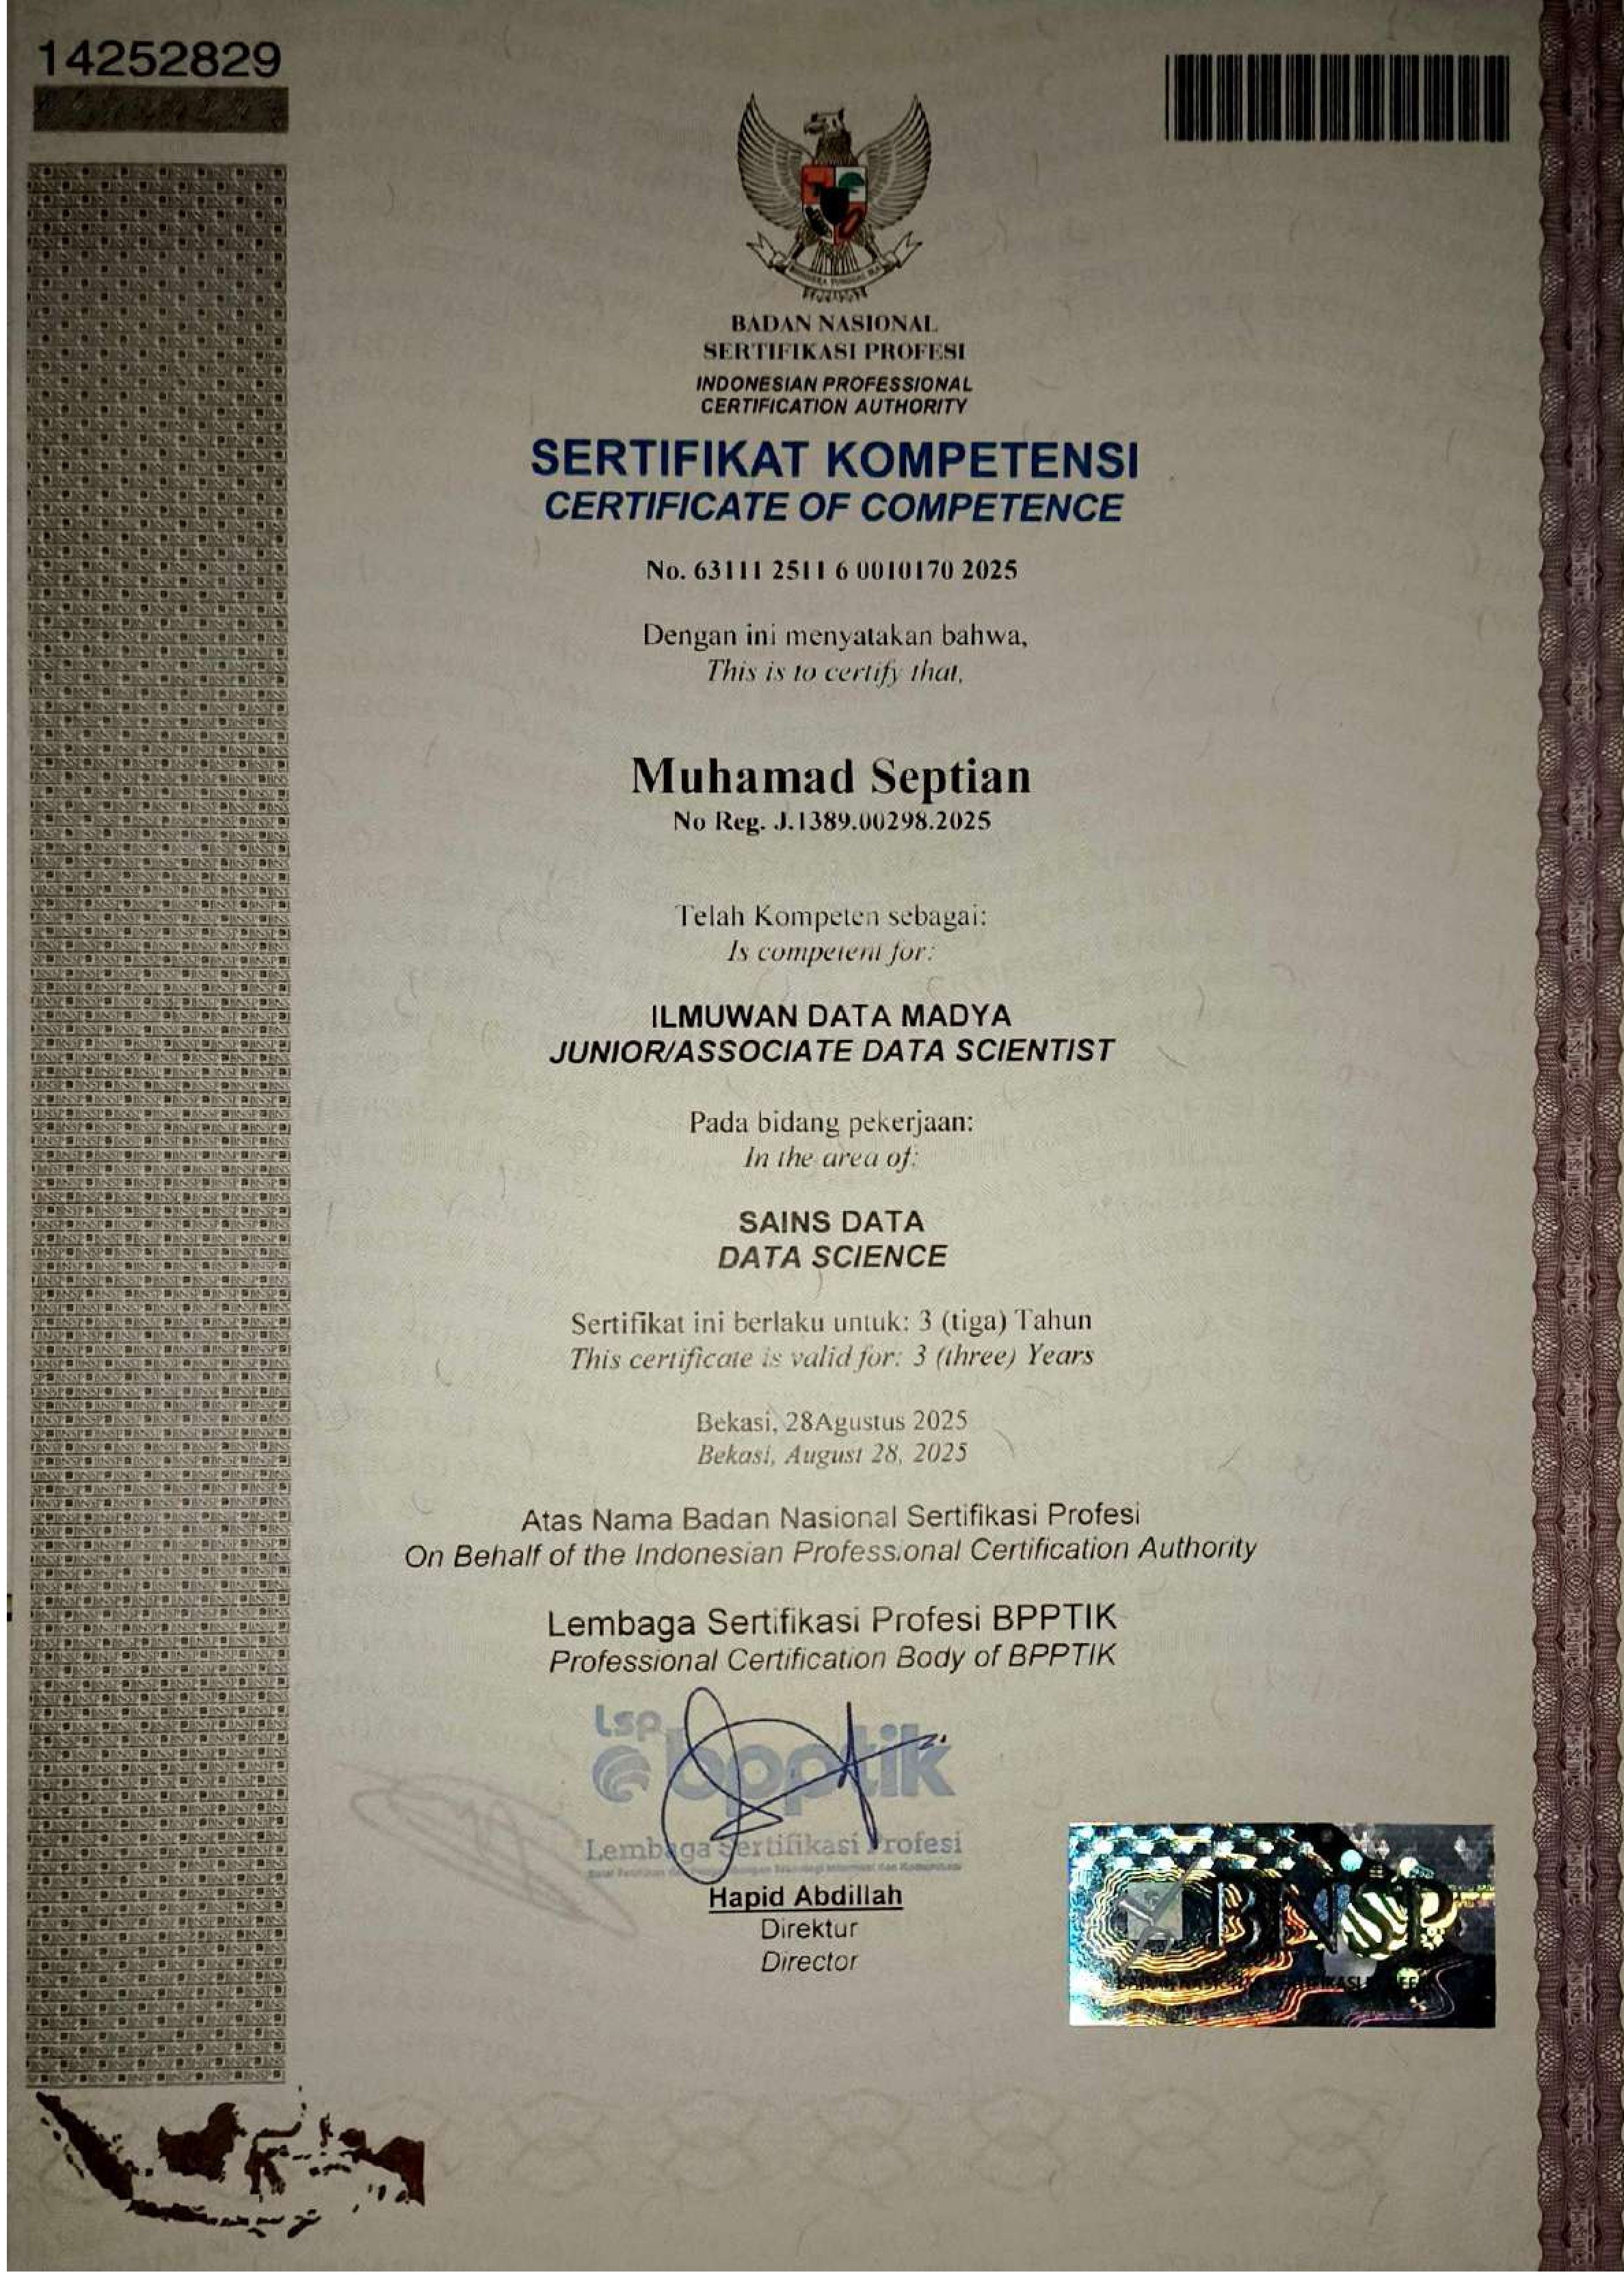 14252829
BADAN NASIONAL
SERTIFIKASI PROFESI
INDONESIAN PROFESSIONAL
CERTIFICATION AUTHORITY
SERTIFIKAT KOMPETENSI
CERTIFICATE OF COMPETENCE
No. 63111 2511 6 0010170 2025
Dengan ini menyatakan bahwa,
This is to certify that,
Muhamad Septian
No Reg. J.1389.00298.2025
Telah Kompeten sebagai:
Is competent for:
ILMUWAN DATA MADYA
JUNIOR/ASSOCIATE DATA SCIENTIST
Pada bidang pekerjaan:
In the area of:
SAINS DATA
DATA SCIENCE
Sertifikat ini berlaku untuk: 3 (tiga) Tahun
This certificate is valid for: 3 (three) Years
Bekasi, 28Agustus 2025
Bekasi, August 28, 2025
Atas Nama Badan Nasional Sertifikasi Profesi
On Behalf of the Indonesian Professional Certification Authority
Lembaga Sertifikasi Profesi BPPTIK
Professional Certification Body of BPPTIK
lsp
bpptik
Lembaga Sertifikasi Profesi
Hapid Abdillah
Direktur
Director
BNSP